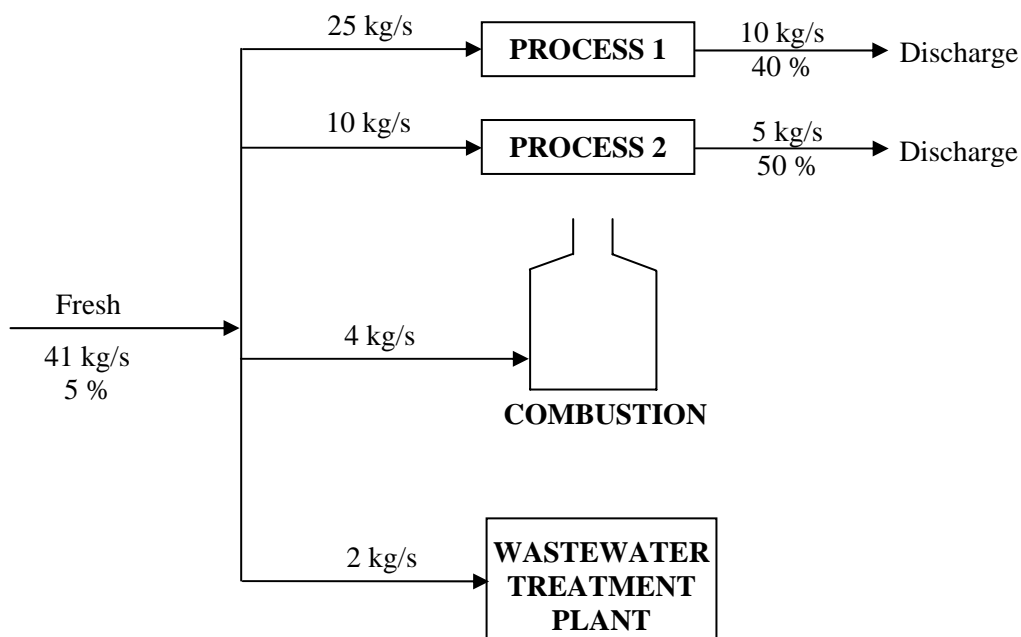 25 kg/s
PROCESS 1
10 kg/s
40 %
Discharge
10 kg/s
PROCESS 2
5 kg/s
50 %
Discharge
Fresh
41 kg/s
5 %
4 kg/s
COMBUSTION
2 kg/s
WASTEWATER
TREATMENT
PLANT